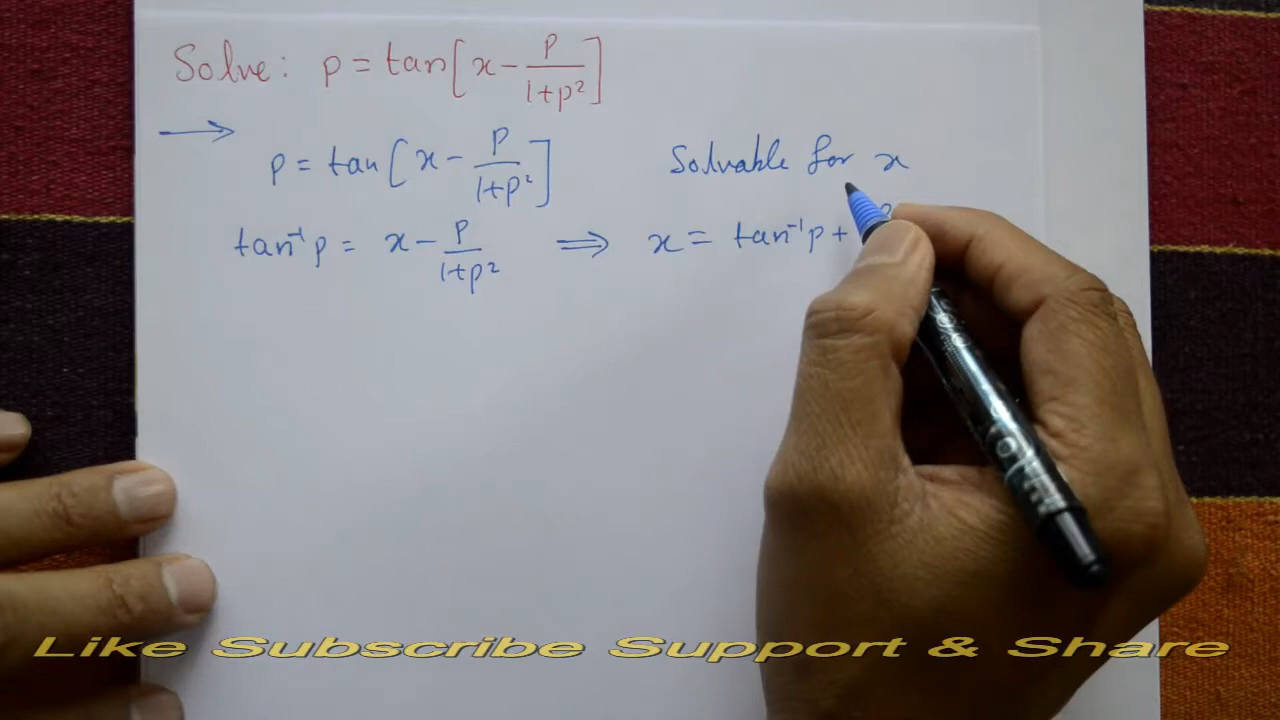 Solve: p = tan[x - p/(1+p²)]
p = tan[x - p/(1+p²)] Solvable for x
tan⁻¹p = x - p/(1+p²) ⟹ x = tan⁻¹p +
Like Subscribe Support & Share